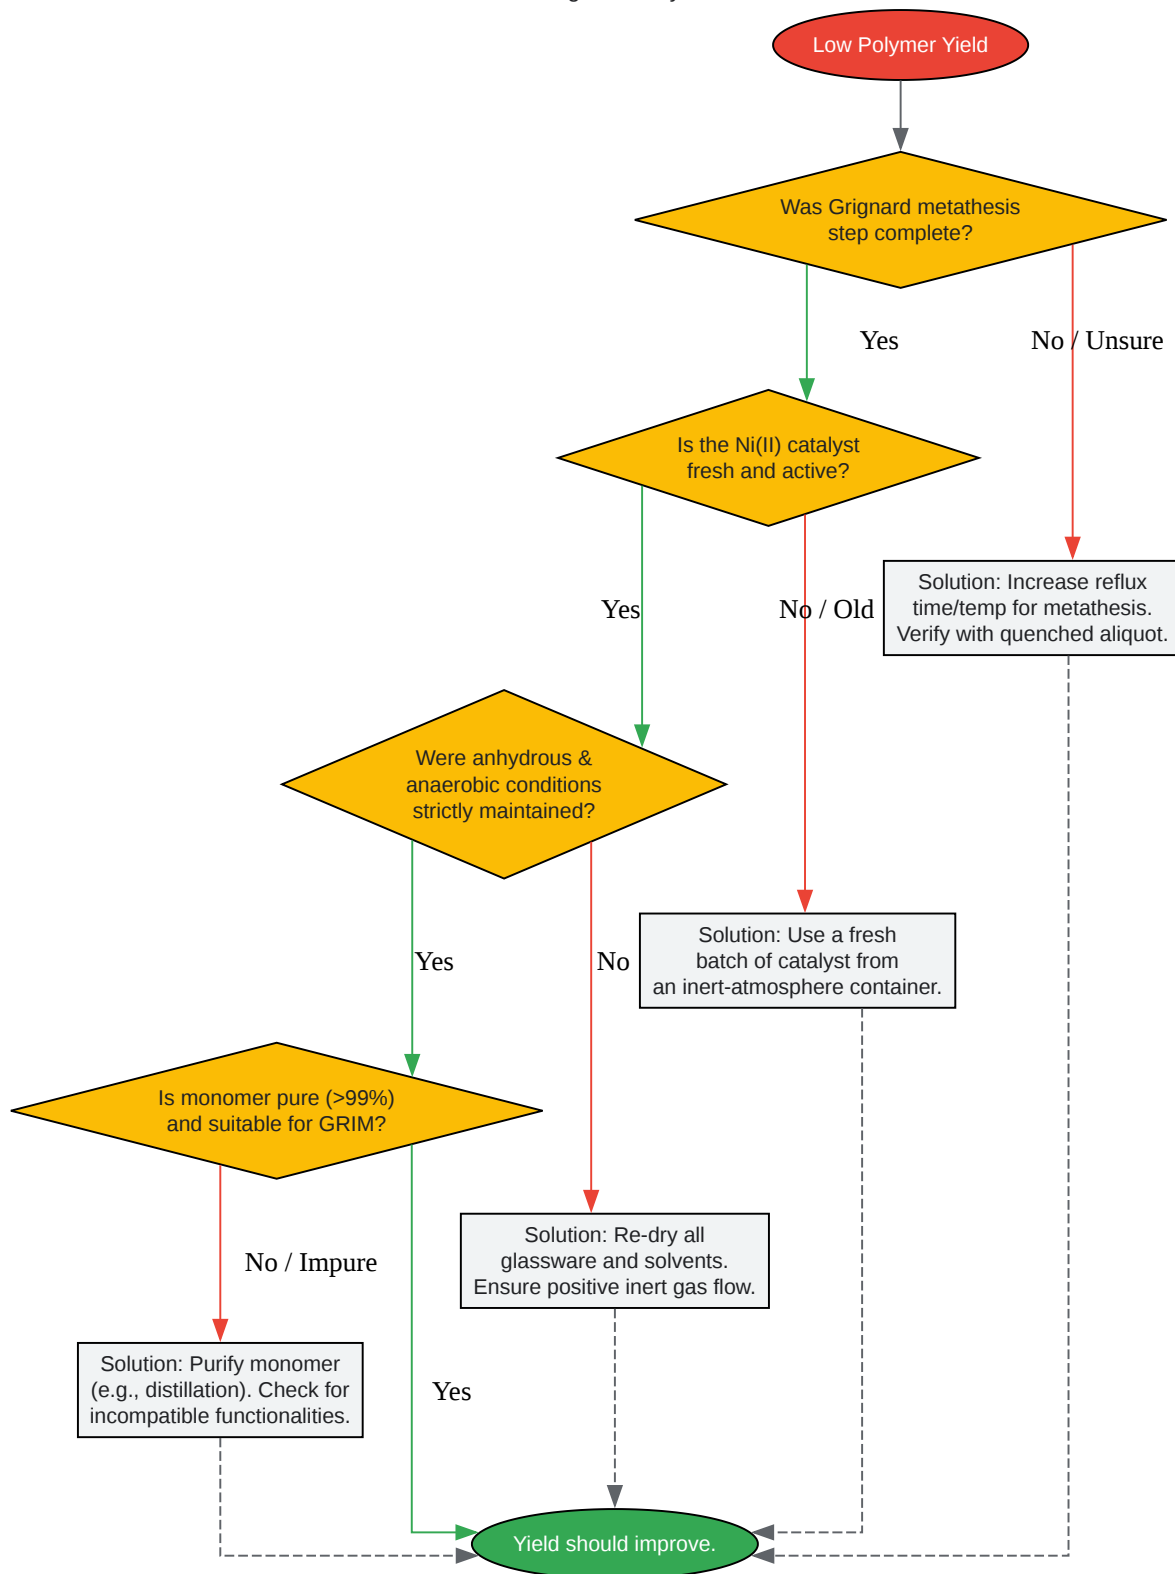 Low Polymer Yield
Was Grignard metathesis
step complete?
Yes
No / Unsure
Is the Ni(II) catalyst
fresh and active?
Solution: Increase reflux
time/temp for metathesis.
Verify with quenched aliquot.
Yes
No / Old
Were anhydrous &
anaerobic conditions
strictly maintained?
Solution: Use a fresh
batch of catalyst from
an inert-atmosphere container.
Yes
No
Is monomer pure (>99%)
and suitable for GRIM?
Solution: Re-dry all
glassware and solvents.
Ensure positive inert gas flow.
No / Impure
Solution: Purify monomer
(e.g., distillation). Check for
incompatible functionalities.
Yes
Yield should improve.